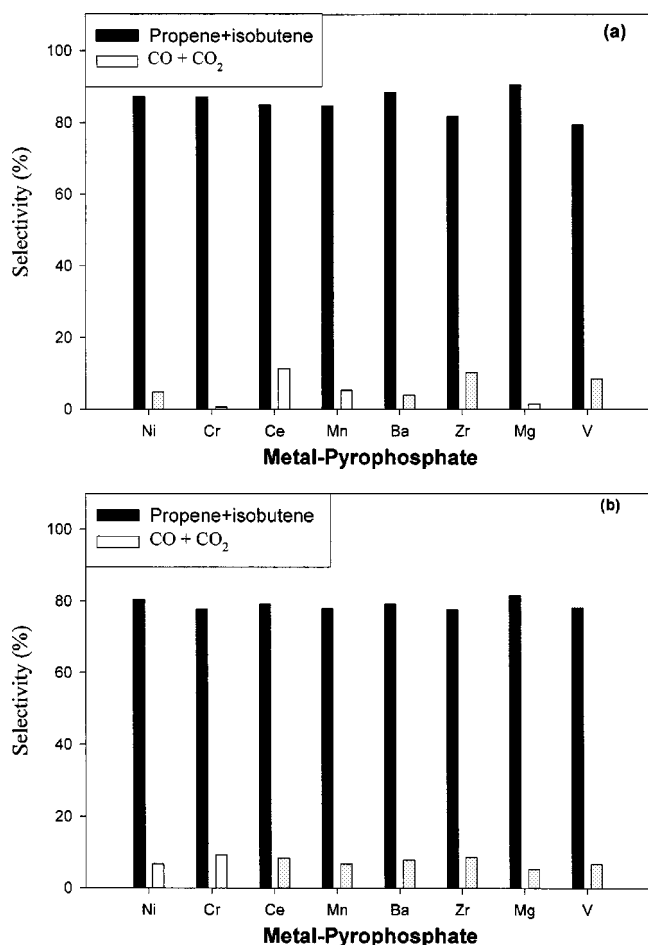 (a)
Propene+isobutene
CO + CO2
100
80
60
40
20
0
Selectivity (%)
Ni Cr Ce Mn Ba Zr Mg V
Metal-Pyrophosphate
(b)
Propene+isobutene
CO + CO2
100
80
60
40
20
0
Selectivity (%)
Ni Cr Ce Mn Ba Zr Mg V
Metal-Pyrophosphate